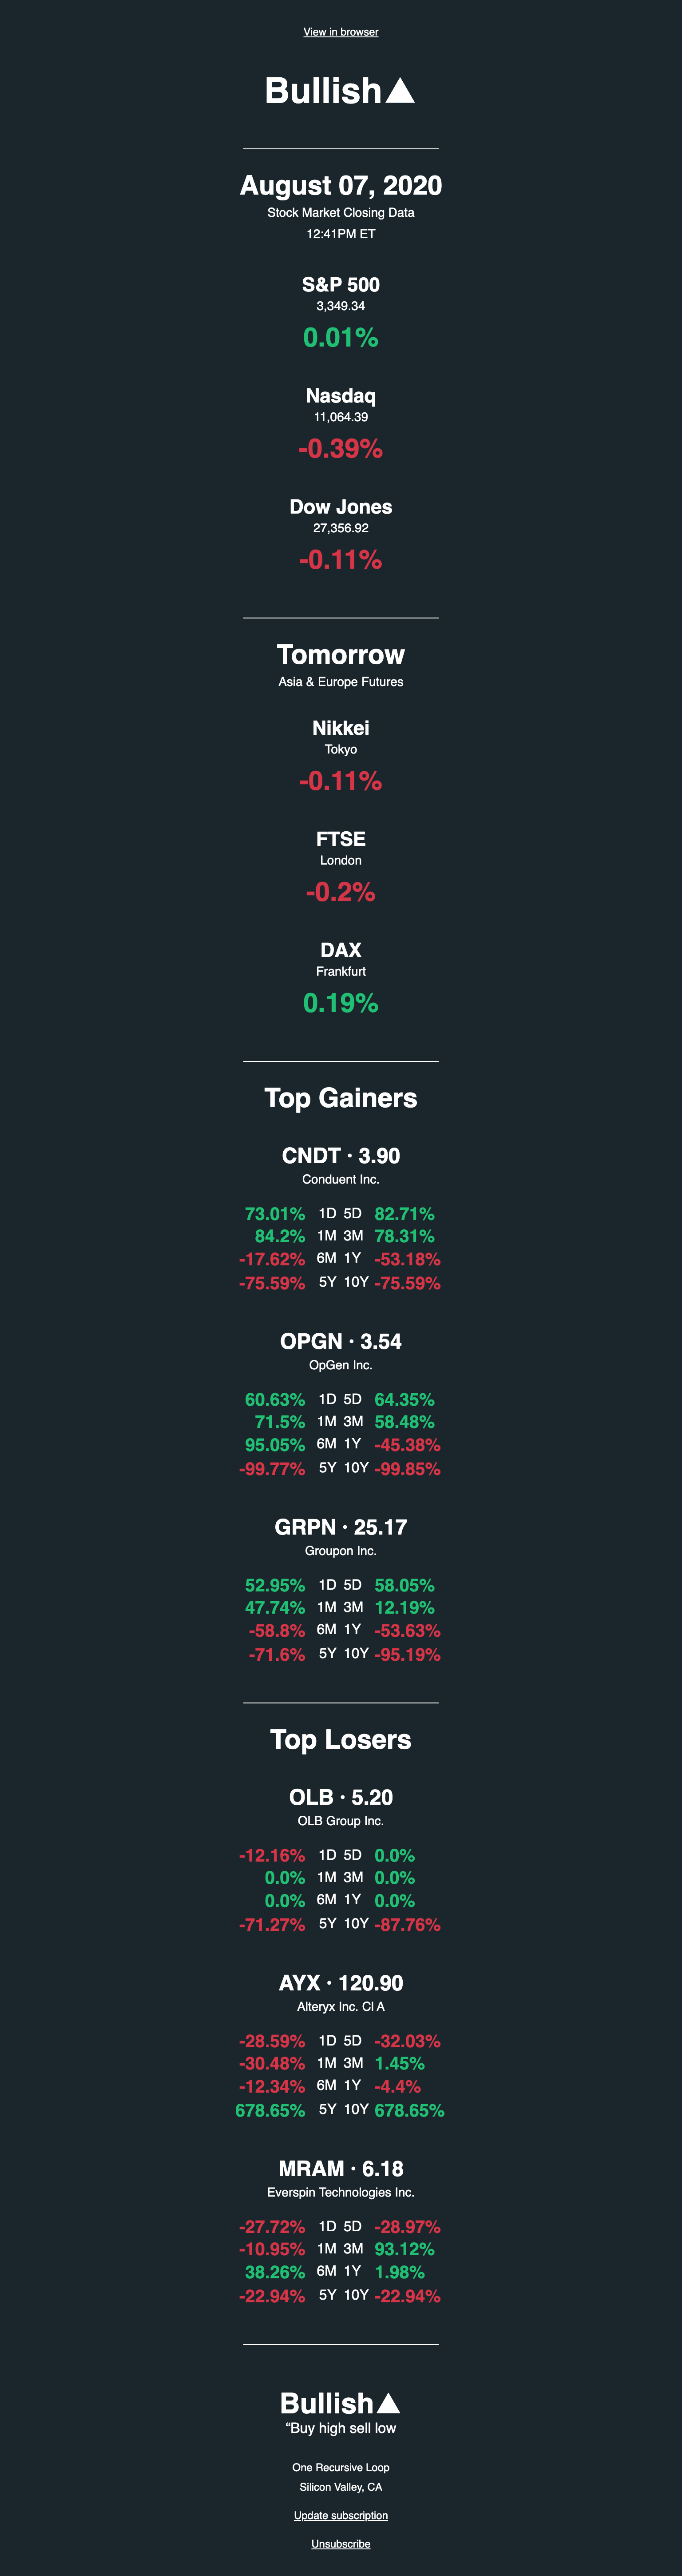 View in browser
Bullish▲
August 07, 2020
Stock Market Closing Data
12:41PM ET
S&P 500
3,349.34
0.01%
Nasdaq
11,064.39
-0.39%
Dow Jones
27,356.92
-0.11%
Tomorrow
Asia & Europe Futures
Nikkei
Tokyo
-0.11%
FTSE
London
-0.2%
DAX
Frankfurt
0.19%
Top Gainers
CNDT · 3.90
Conduent Inc.
73.01% 1D 5D 82.71%
84.2% 1M 3M 78.31%
-17.62% 6M 1Y -53.18%
-75.59% 5Y 10Y -75.59%
OPGN · 3.54
OpGen Inc.
60.63% 1D 5D 64.35%
71.5% 1M 3M 58.48%
95.05% 6M 1Y -45.38%
-99.77% 5Y 10Y -99.85%
GRPN · 25.17
Groupon Inc.
52.95% 1D 5D 58.05%
47.74% 1M 3M 12.19%
-58.8% 6M 1Y -53.63%
-71.6% 5Y 10Y -95.19%
Top Losers
OLB · 5.20
OLB Group Inc.
-12.16% 1D 5D 0.0%
0.0% 1M 3M 0.0%
0.0% 6M 1Y 0.0%
-71.27% 5Y 10Y -87.76%
AYX · 120.90
Alteryx Inc. Cl A
-28.59% 1D 5D -32.03%
-30.48% 1M 3M 1.45%
-12.34% 6M 1Y -4.4%
678.65% 5Y 10Y 678.65%
MRAM · 6.18
Everspin Technologies Inc.
-27.72% 1D 5D -28.97%
-10.95% 1M 3M 93.12%
38.26% 6M 1Y 1.98%
-22.94% 5Y 10Y -22.94%
Bullish▲
“Buy high sell low
One Recursive Loop
Silicon Valley, CA
Update subscription
Unsubscribe